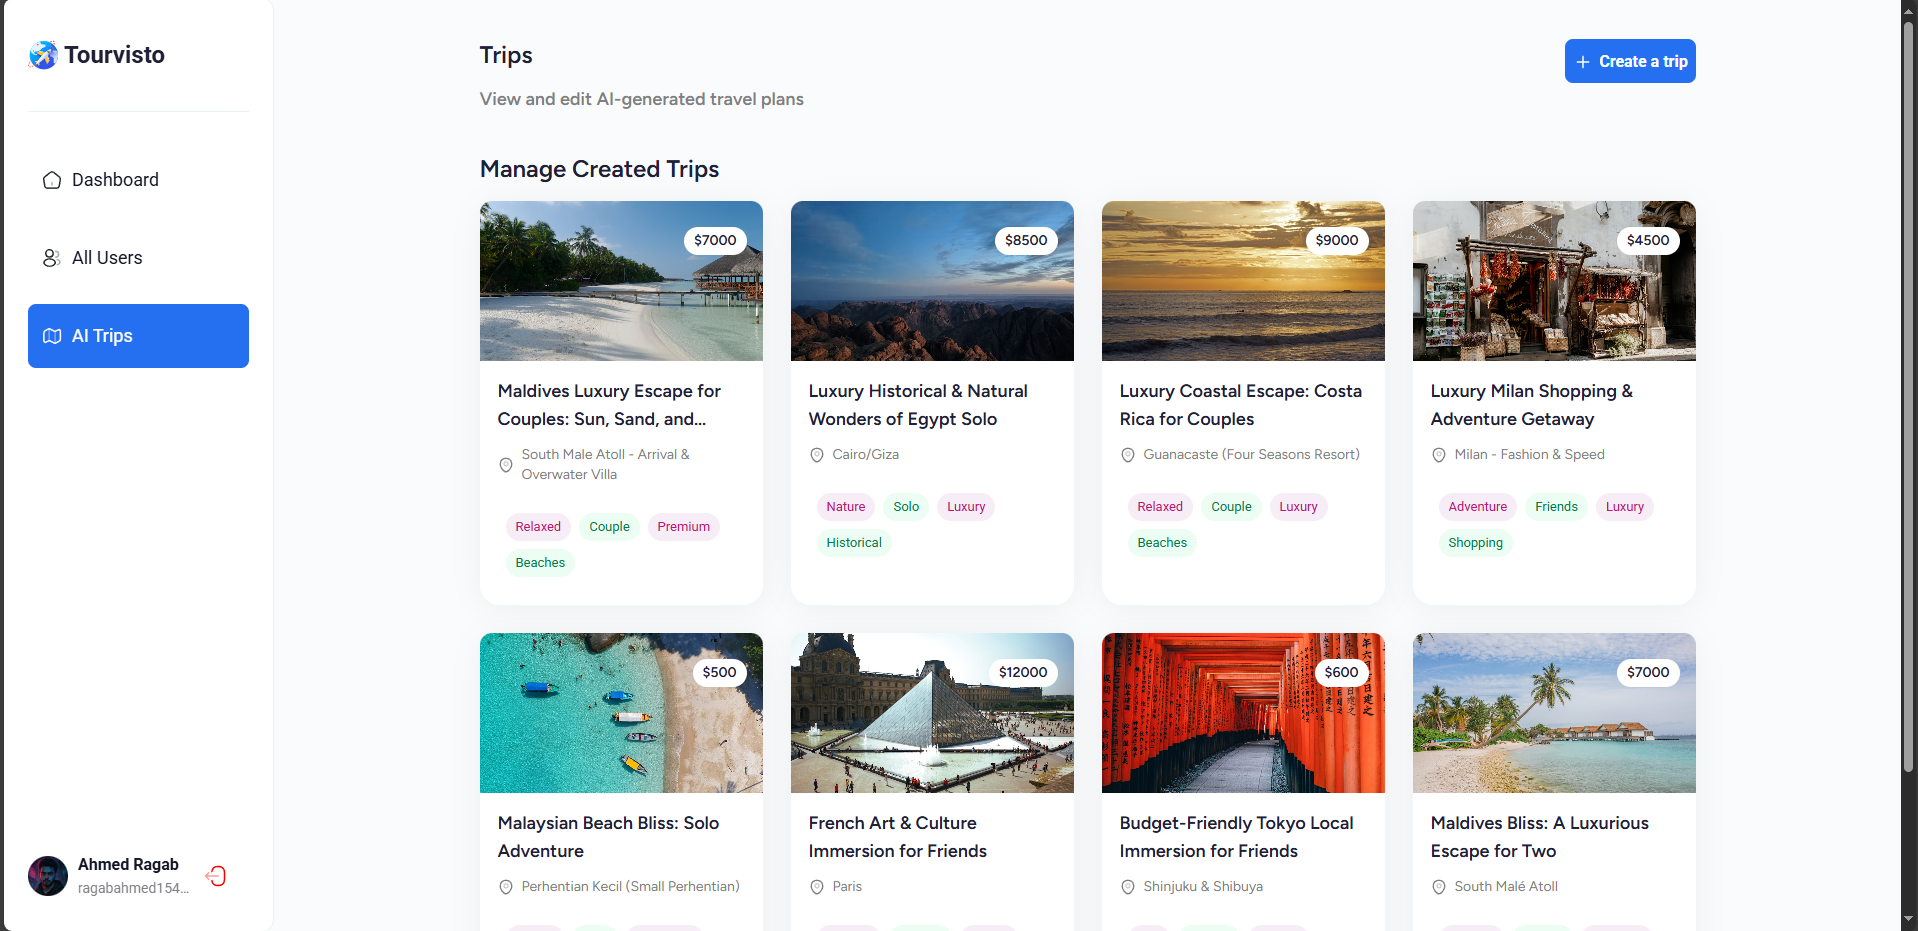 Tourvisto
Dashboard
All Users
AI Trips
Ahmed Ragab
ragabahmed154...
Trips
View and edit AI-generated travel plans
+ Create a trip
Manage Created Trips
$7000
Maldives Luxury Escape for
Couples: Sun, Sand, and...
South Male Atoll - Arrival &
Overwater Villa
Relaxed Couple Premium
Beaches
$8500
Luxury Historical & Natural
Wonders of Egypt Solo
Cairo/Giza
Nature Solo Luxury
Historical
$9000
Luxury Coastal Escape: Costa
Rica for Couples
Guanacaste (Four Seasons Resort)
Relaxed Couple Luxury
Beaches
$4500
Luxury Milan Shopping &
Adventure Getaway
Milan - Fashion & Speed
Adventure Friends Luxury
Shopping
$500
Malaysian Beach Bliss: Solo
Adventure
Perhentian Kecil (Small Perhentian)
$12000
French Art & Culture
Immersion for Friends
Paris
$600
Budget-Friendly Tokyo Local
Immersion for Friends
Shinjuku & Shibuya
$7000
Maldives Bliss: A Luxurious
Escape for Two
South Malé Atoll